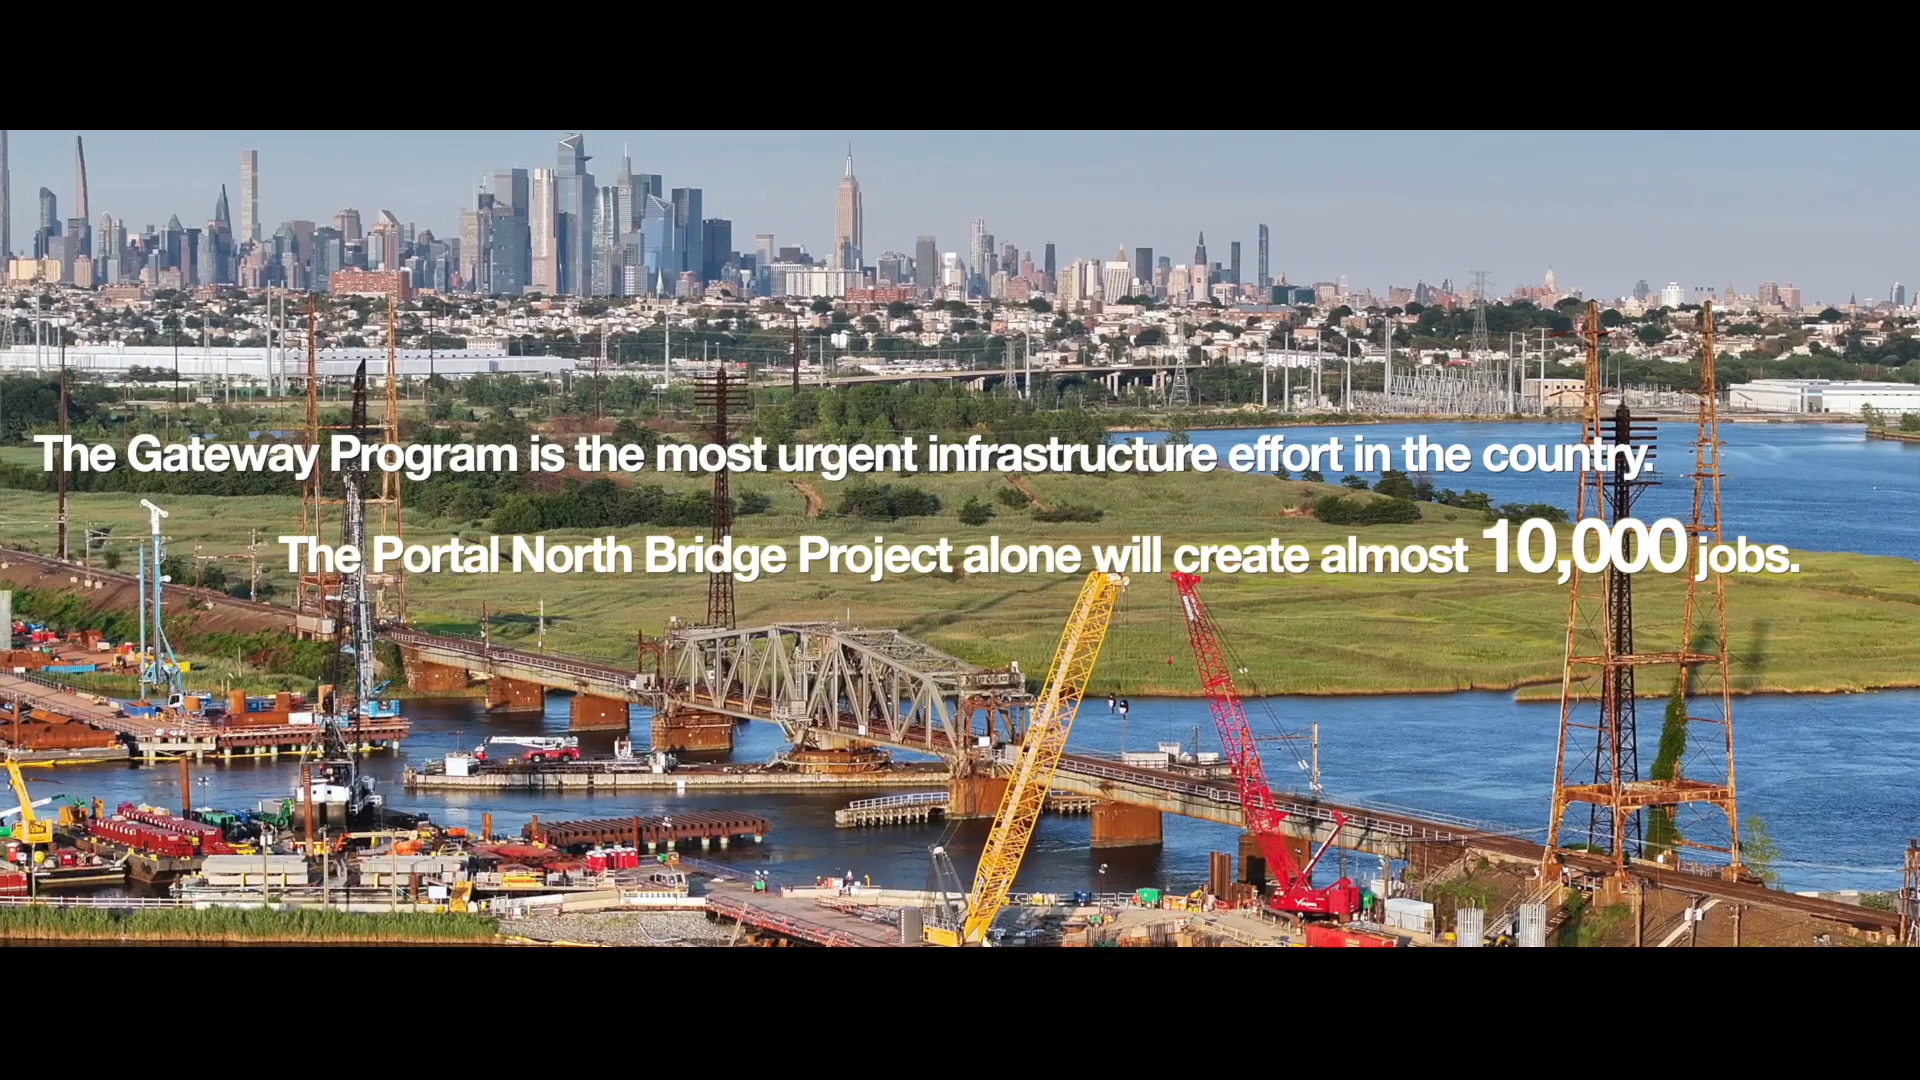 The Gateway Program is the most urgent infrastructure effort in the country.
The Portal North Bridge Project alone will create almost 10,000 jobs.